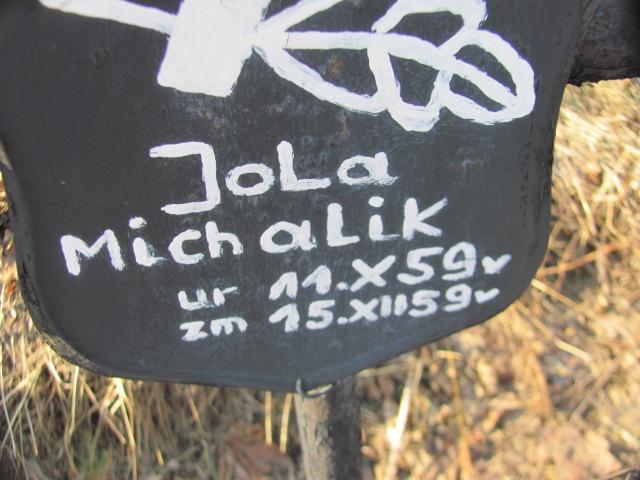 JoLa
MichaLiK
ur 11.X59r
zm 15.XII59r